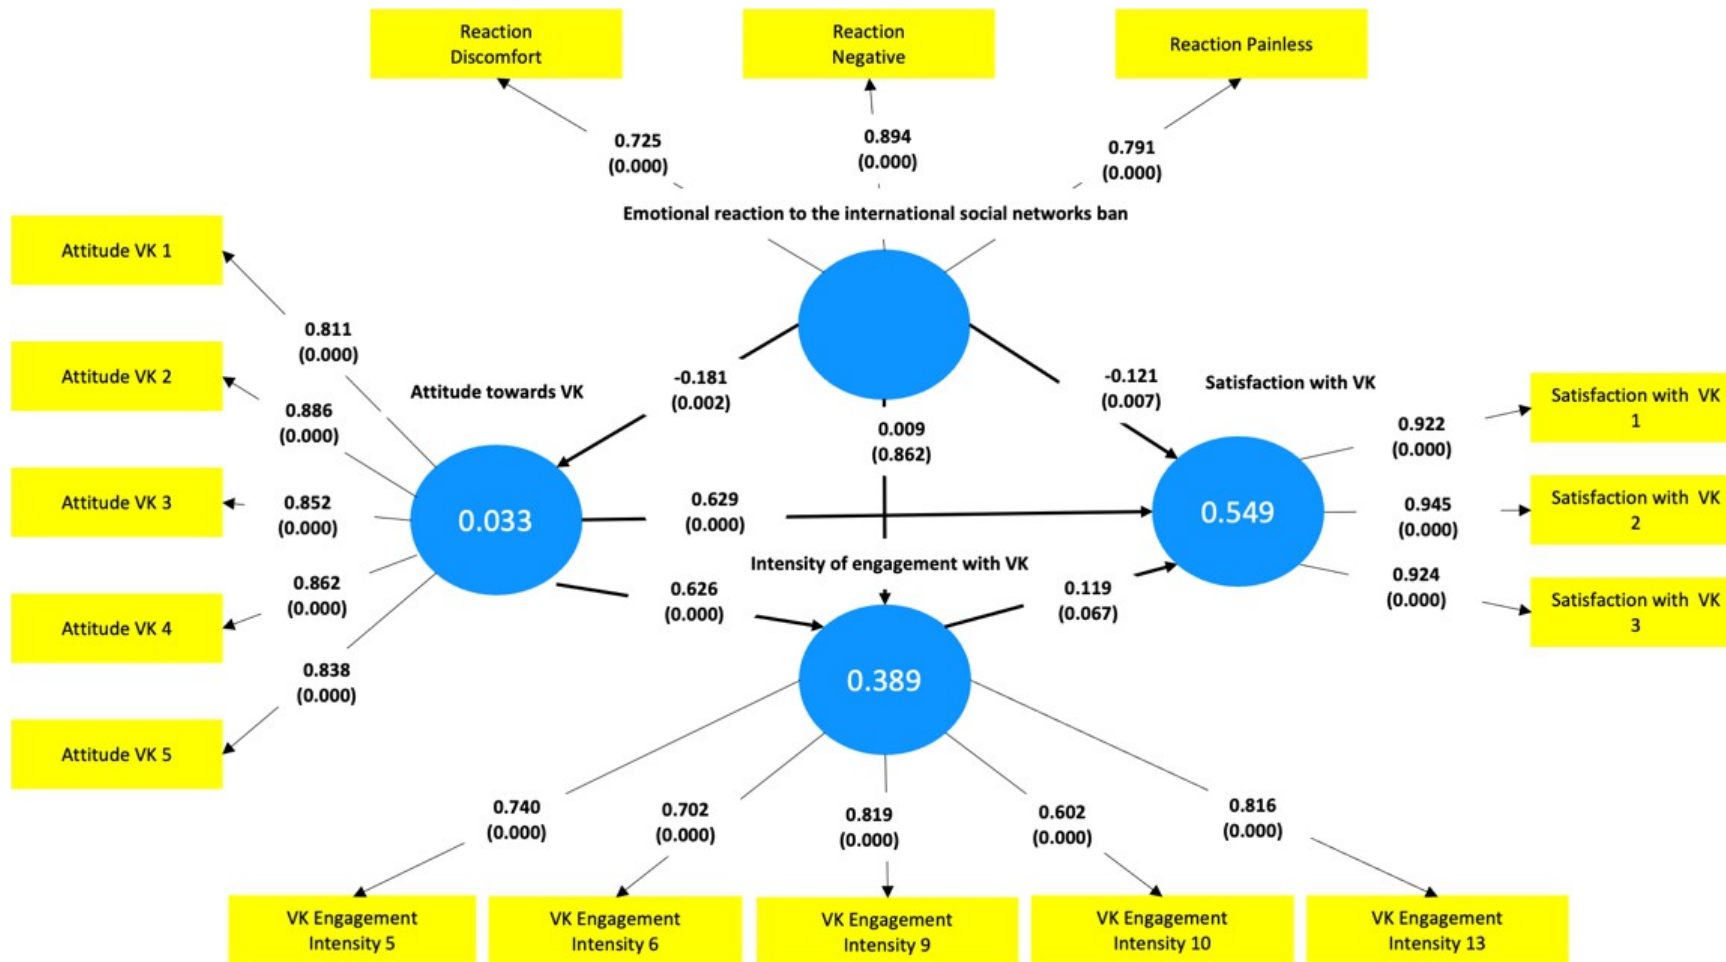 Reaction
Discomfort
Reaction
Negative
Reaction Painless
0.725
(0.000)
0.894
(0.000)
0.791
(0.000)
Emotional reaction to the international social networks ban
Attitude VK 1
Attitude VK 2
Attitude VK 3
Attitude VK 4
Attitude VK 5
0.811
(0.000)
0.886
(0.000)
0.852
(0.000)
0.862
(0.000)
0.838
(0.000)
Attitude towards VK
0.033
-0.181
(0.002)
0.009
(0.862)
-0.121
(0.007)
0.629
(0.000)
0.626
(0.000)
Intensity of engagement with VK
0.119
(0.067)
0.389
Satisfaction with VK
0.549
0.922
(0.000)
0.945
(0.000)
0.924
(0.000)
Satisfaction with VK
1
Satisfaction with VK
2
Satisfaction with VK
3
0.740
(0.000)
0.702
(0.000)
0.819
(0.000)
0.602
(0.000)
0.816
(0.000)
VK Engagement
Intensity 5
VK Engagement
Intensity 6
VK Engagement
Intensity 9
VK Engagement
Intensity 10
VK Engagement
Intensity 13